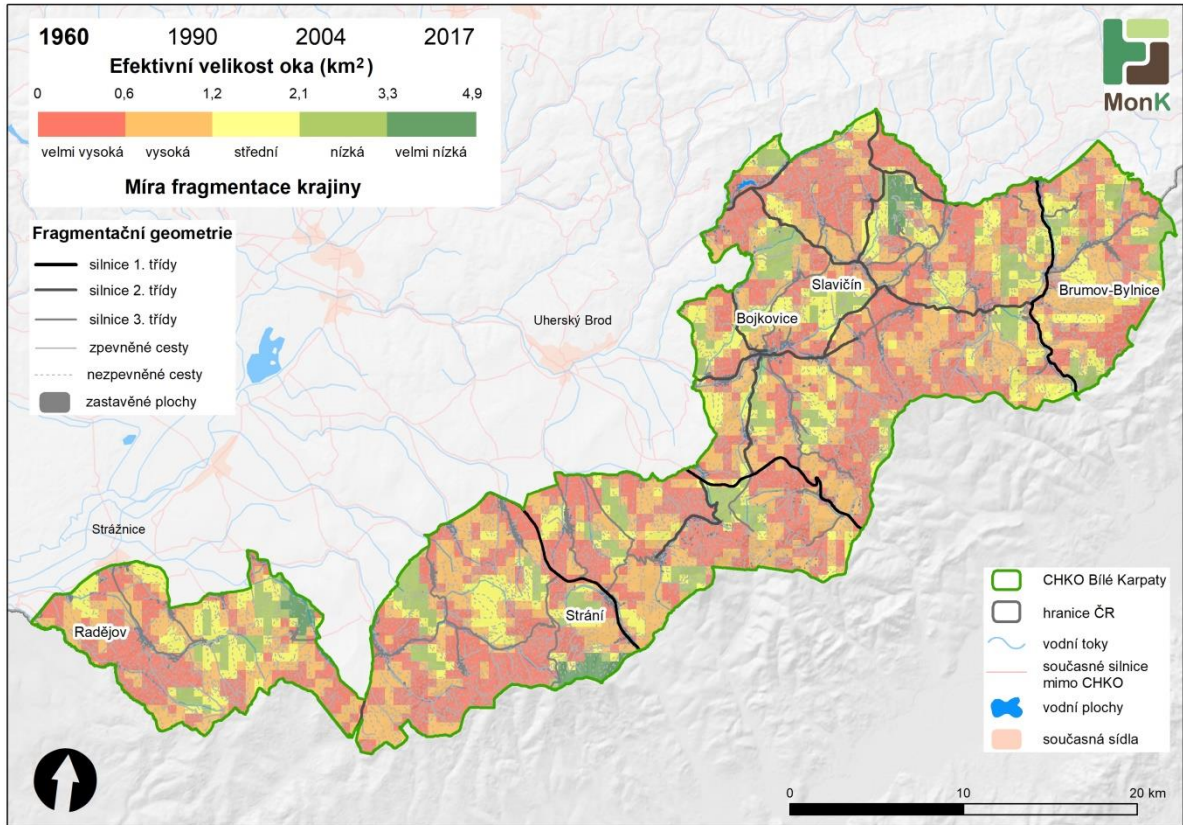 1960 1990 2004 2017
Efektivní velikost oka (km²)
0 0,6 1,2 2,1 3,3 4,9
velmi vysoká vysoká střední nízká velmi nízká
Míra fragmentace krajiny
Fragmentační geometrie
silnice 1. třídy
silnice 2. třídy
silnice 3. třídy
zpevněné cesty
nezpevněné cesty
zastavěné plochy
MonK
Slavičín
Brumov-Bylnice
Bojkovice
Uherský Brod
Strážnice
Radějov
Strání
CHKO Bílé Karpaty
hranice ČR
vodní toky
současné silnice
mimo CHKO
vodní plochy
současná sídla
0 10 20 km